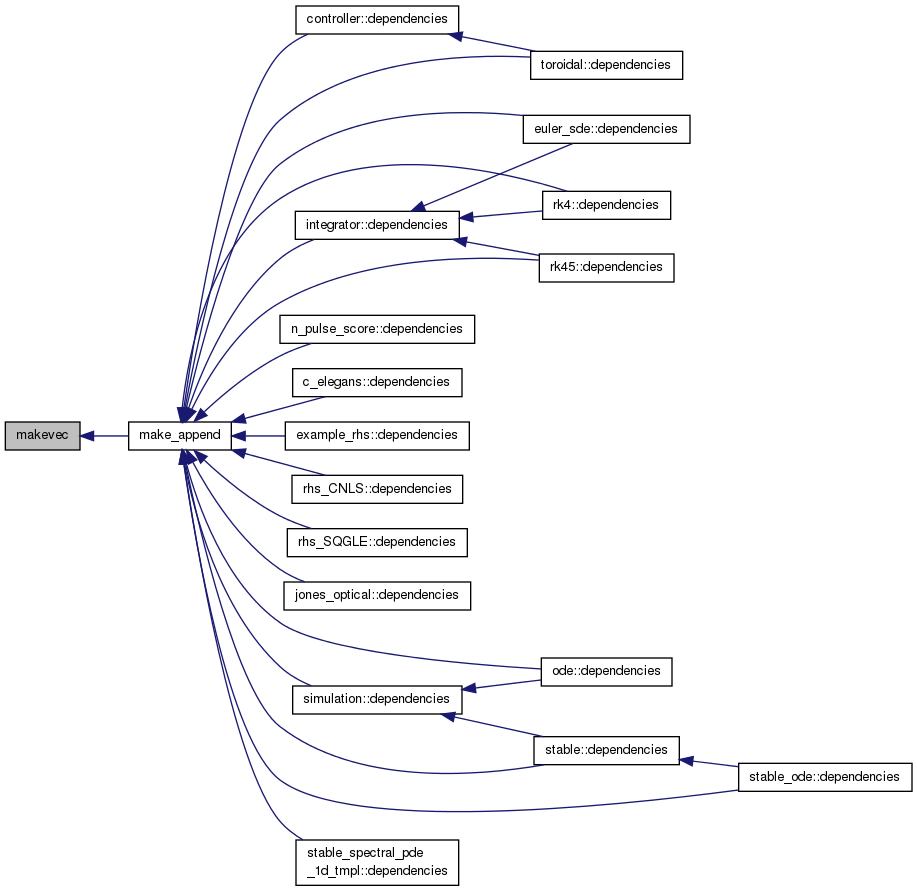 controller::dependencies
toroidal::dependencies
euler_sde::dependencies
rk4::dependencies
integrator::dependencies
rk45::dependencies
n_pulse_score::dependencies
c_elegans::dependencies
makevec
make_append
example_rhs::dependencies
rhs_CNLS::dependencies
rhs_SQGLE::dependencies
jones_optical::dependencies
ode::dependencies
simulation::dependencies
stable::dependencies
stable_ode::dependencies
stable_spectral_pde
_1d_tmpl::dependencies